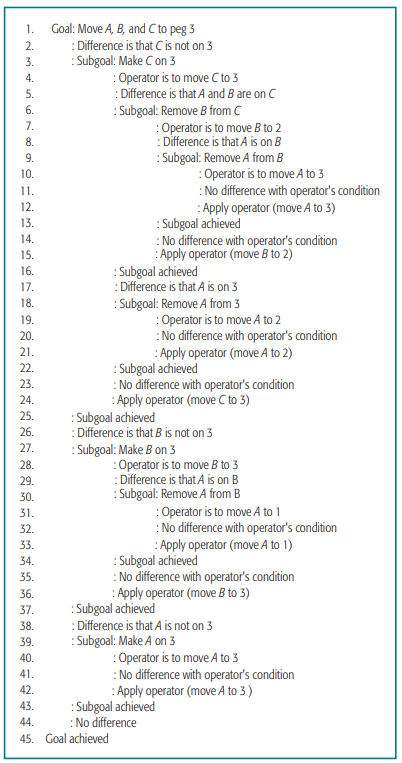 1. Goal: Move A, B, and C to peg 3
2. : Difference is that C is not on 3
3. : Subgoal: Make C on 3
4. : Operator is to move C to 3
5. : Difference is that A and B are on C
6. : Subgoal: Remove B from C
7. : Operator is to move B to 2
8. : Difference is that A is on B
9. : Subgoal: Remove A from B
10. : Operator is to move A to 3
11. : No difference with operator's condition
12. : Apply operator (move A to 3)
13. : Subgoal achieved
14. : No difference with operator's condition
15. : Apply operator (move B to 2)
16. : Subgoal achieved
17. : Difference is that A is on 3
18. : Subgoal: Remove A from 3
19. : Operator is to move A to 2
20. : No difference with operator's condition
21. : Apply operator (move A to 2)
22. : Subgoal achieved
23. : No difference with operator's condition
24. : Apply operator (move C to 3)
25. : Subgoal achieved
26. : Difference is that B is not on 3
27. : Subgoal: Make B on 3
28. : Operator is to move B to 3
29. : Difference is that A is on B
30. : Subgoal: Remove A from B
31. : Operator is to move A to 1
32. : No difference with operator's condition
33. : Apply operator (move A to 1)
34. : Subgoal achieved
35. : No difference with operator's condition
36. : Apply operator (move B to 3)
37. : Subgoal achieved
38. : Difference is that A is not on 3
39. : Subgoal: Make A on 3
40. : Operator is to move A to 3
41. : No difference with operator's condition
42. : Apply operator (move A to 3 )
43. : Subgoal achieved
44. : No difference
45. Goal achieved